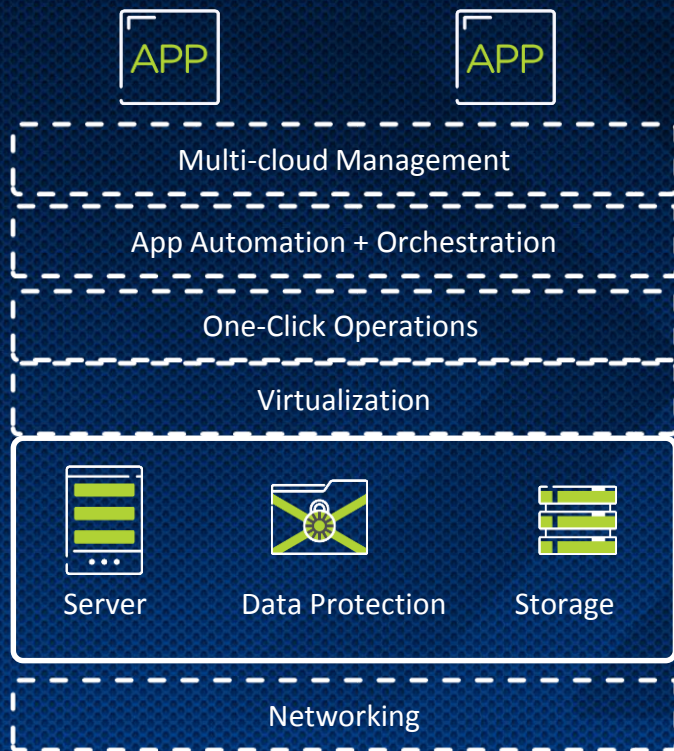 APP APP
Multi-cloud Management
App Automation + Orchestration
One-Click Operations
Virtualization
Server Data Protection Storage
Networking